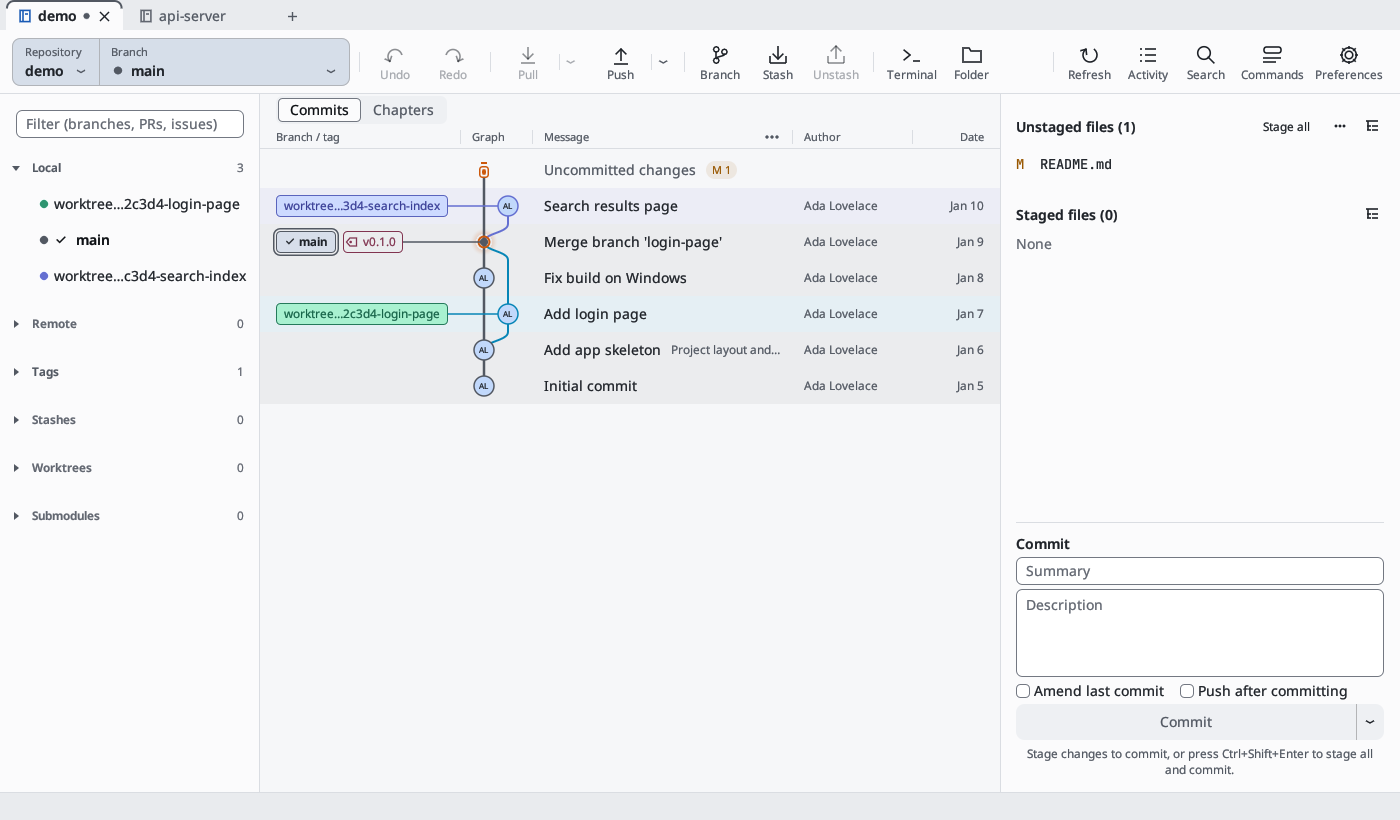 demo
api-server
Repository
demo
Branch
main
Undo
Redo
Pull
Push
Branch
Stash
Unstash
Terminal
Folder
Refresh
Activity
Search
Commands
Preferences
Filter (branches, PRs, issues)
Local 3
worktree...2c3d4-login-page
main
worktree...c3d4-search-index
Remote 0
Tags 1
Stashes 0
Worktrees 0
Submodules 0
Commits
Chapters
Branch / tag
Graph
Message
Author
Date
Uncommitted changes M 1
worktree...3d4-search-index AL Search results page Ada Lovelace Jan 10
main v0.1.0 Merge branch 'login-page' Ada Lovelace Jan 9
AL Fix build on Windows Ada Lovelace Jan 8
worktree...2c3d4-login-page AL Add login page Ada Lovelace Jan 7
AL Add app skeleton Project layout and... Ada Lovelace Jan 6
AL Initial commit Ada Lovelace Jan 5
Unstaged files (1)
Stage all
M README.md
Staged files (0)
None
Commit
Summary
Description
Amend last commit
Push after committing
Commit
Stage changes to commit, or press Ctrl+Shift+Enter to stage all
and commit.